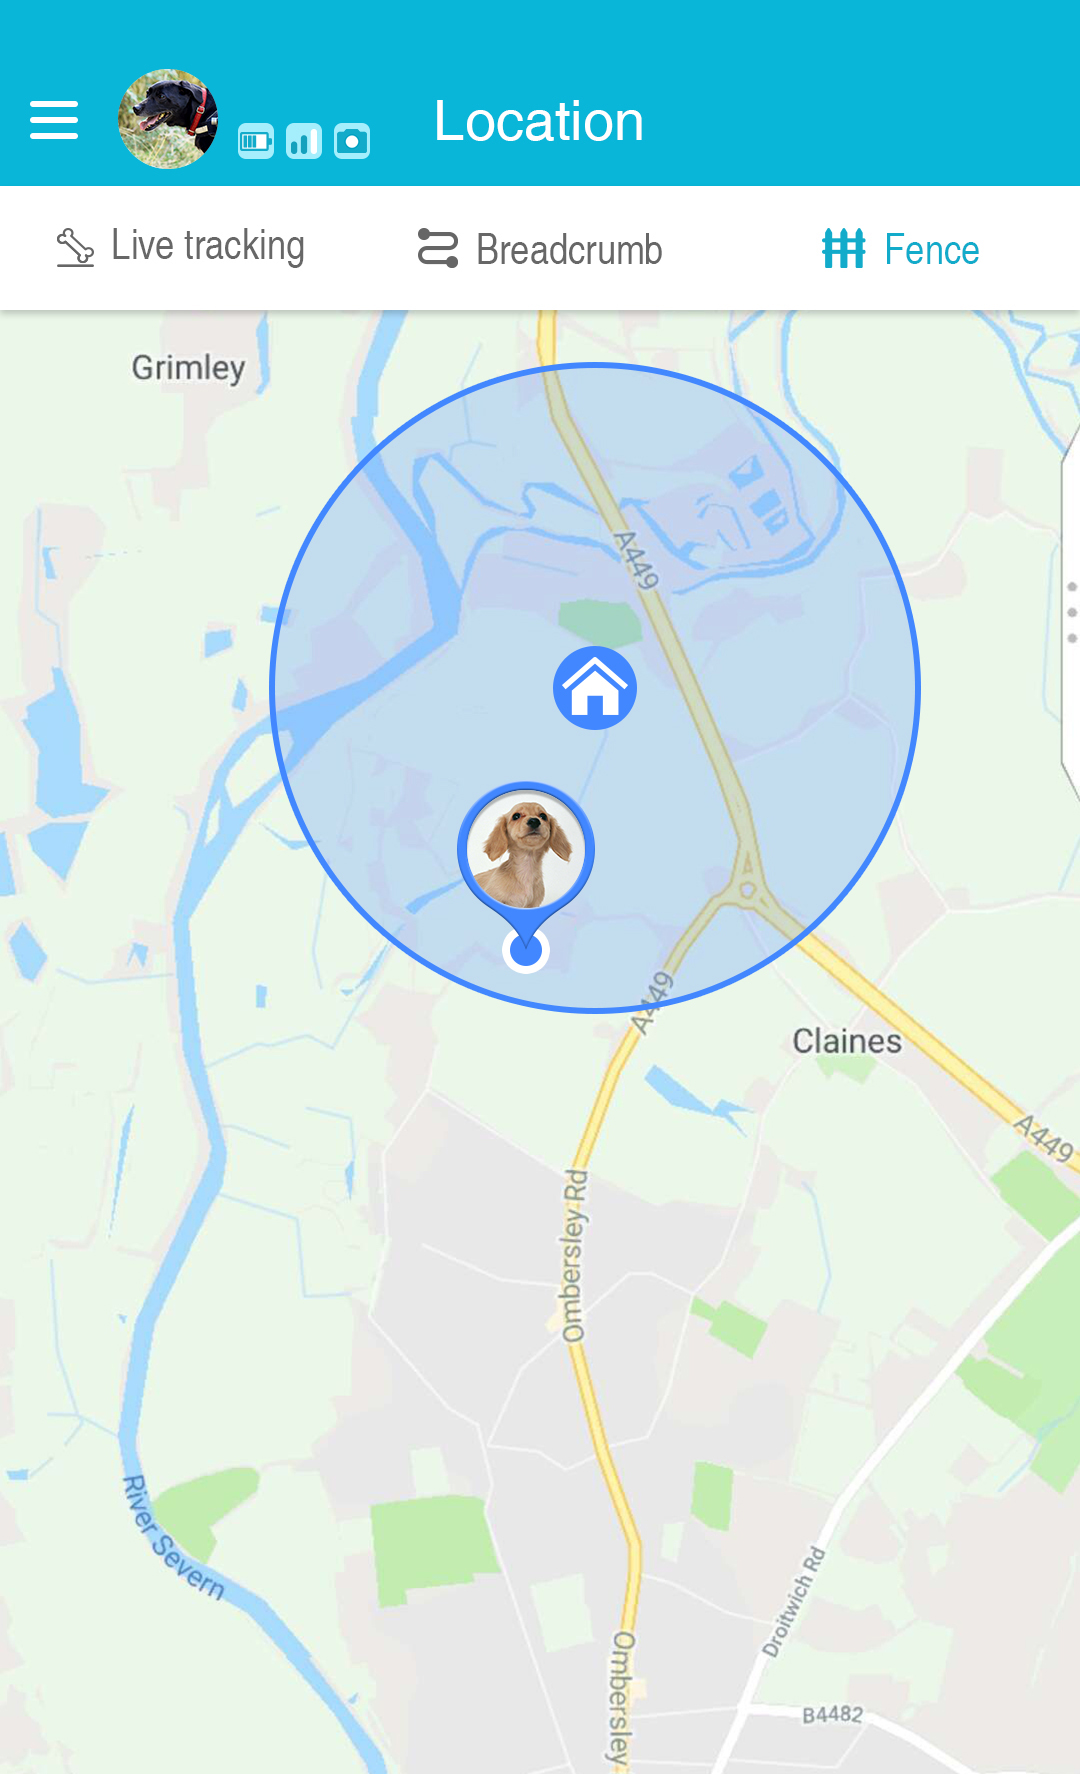 Location
Live tracking
Breadcrumb
Fence
Grimley
A449
A449
Claines
A449
Ombersley Rd
River Severn
Droitwich Rd
Ombersley
B4482